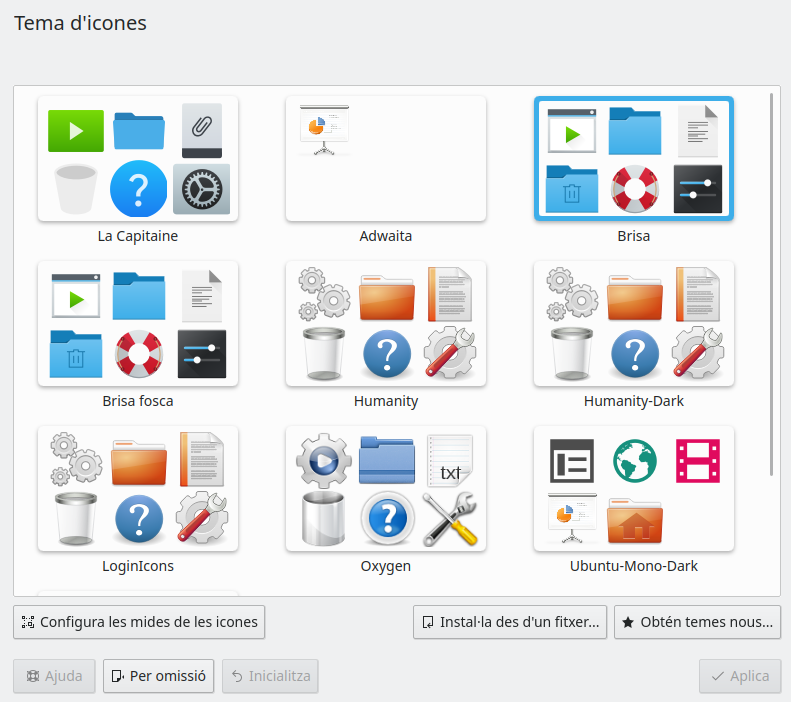 Tema d'icones
La Capitaine
Adwaita
Brisa
Brisa fosca
Humanity
Humanity-Dark
txt
LoginIcons
Oxygen
Ubuntu-Mono-Dark
Configura les mides de les icones
Instal·la des d'un fitxer...
Obtén temes nous...
Ajuda
Per omissió
Inicialitza
Aplica